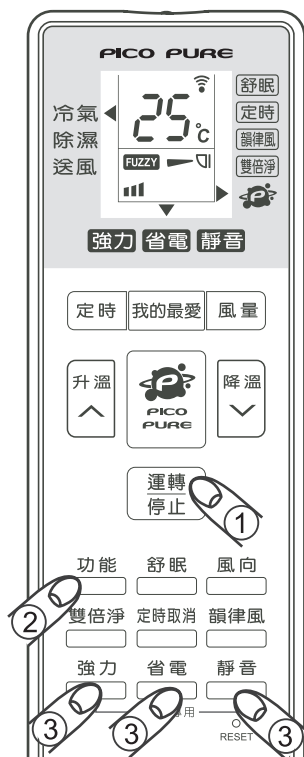 PICO PURE
冷氣
除濕
送風
25℃
FUZZY
舒眠
定時
韻律風
雙倍淨
P
強力 省電 靜音
定時 我的最愛 風量
升溫
P
PICO
PURE
降溫
運轉
停止
①
功能 舒眠 風向
②
雙倍淨 定時取消 韻律風
強力 省電 靜音
③ ③ ③
用
RESET